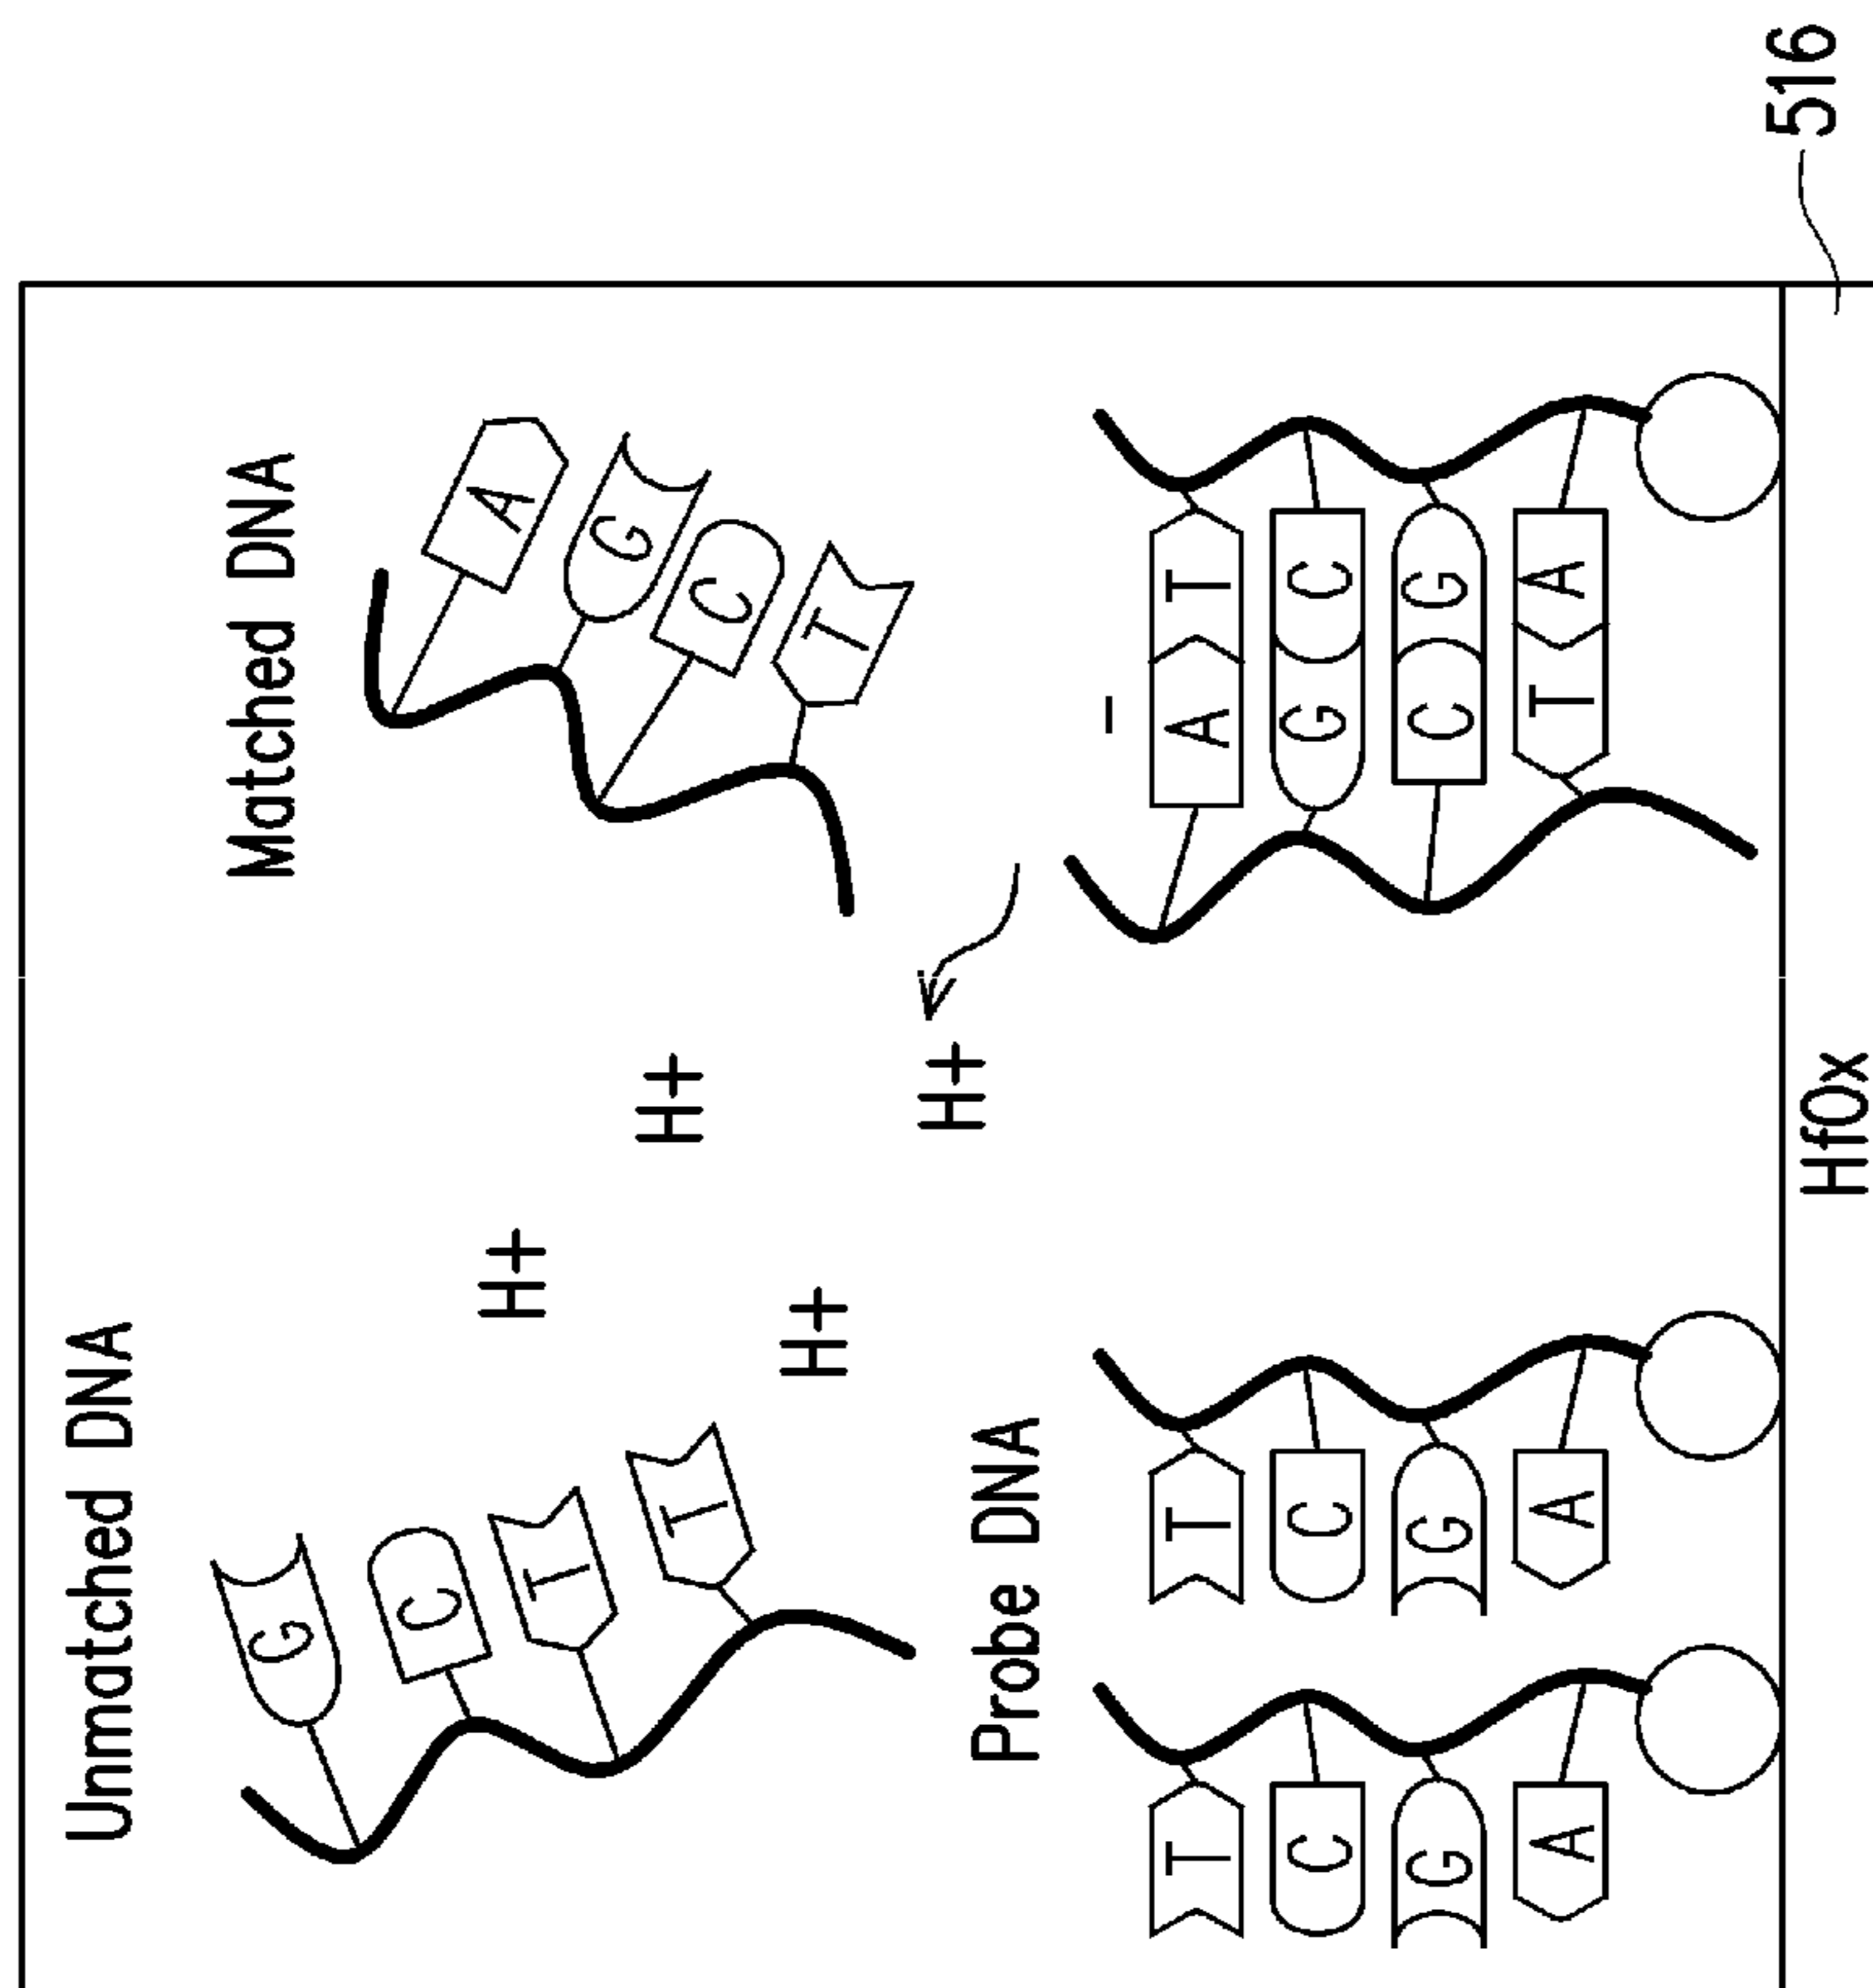 Unmatched DNA
Matched DNA
G
C
T
T
A
G
C
T
H+
H+
H+
H+
Probe DNA
–
T T A T
C C G C
G G C G
A A T A
HfOx
516